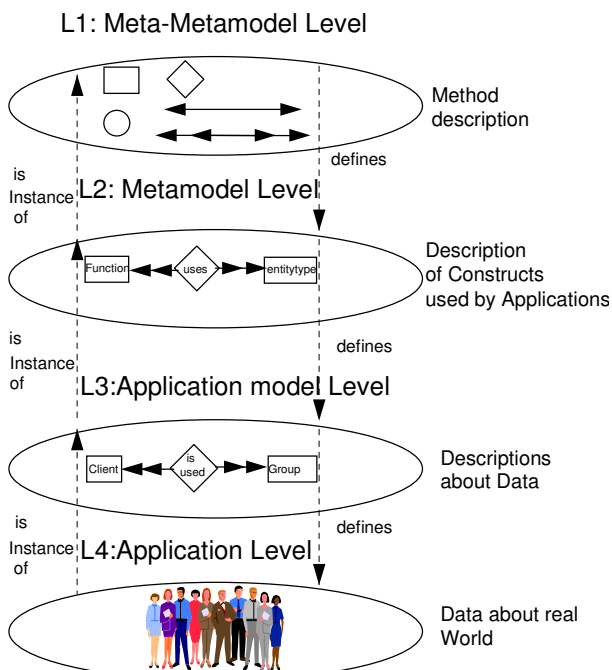 L1: Meta-Metamodel Level
Method
description
defines
is
Instance
of
L2: Metamodel Level
Function
uses
entitytype
Description
of Constructs
used by Applications
defines
is
Instance
of
L3:Application model Level
Client
is
used
Group
Descriptions
about Data
defines
is
Instance
of
L4:Application Level
Data about real
World